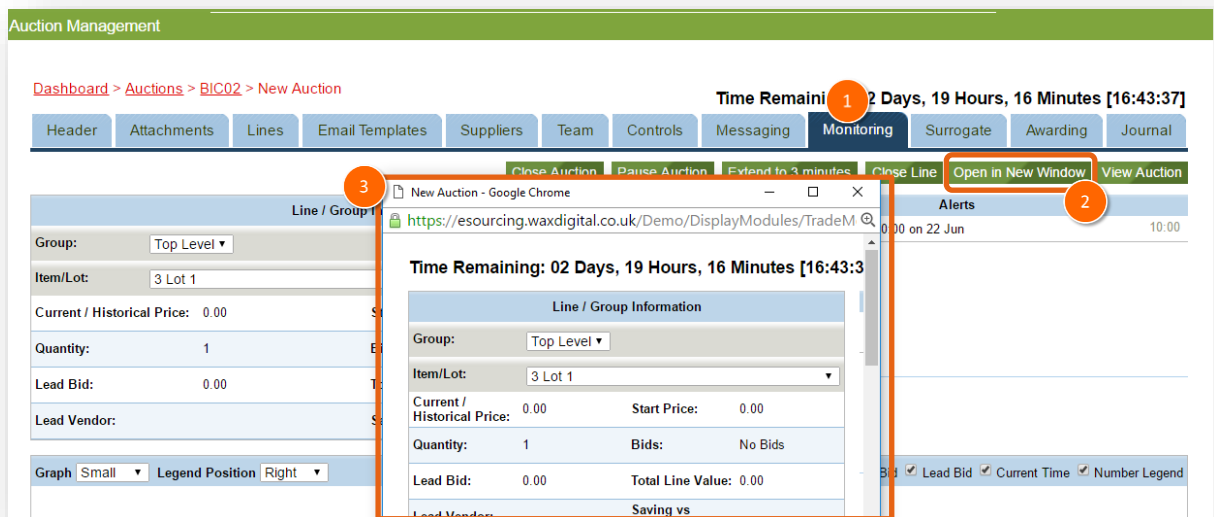 Auction Management
Dashboard > Auctions > BIC02 > New Auction
Time Remaini 1 2 Days, 19 Hours, 16 Minutes [16:43:37]
Header Attachments Lines Email Templates Suppliers Team Controls Messaging Monitoring Surrogate Awarding Journal
Close Auction Pause Auction Extend to 3 minutes Close Line Open in New Window View Auction
2
3
Line / Group Alerts
Group: Top Level 0:00 on 22 Jun 10:00
Item/Lot: 3 Lot 1
Current / Historical Price: 0.00
Quantity: 1
Lead Bid: 0.00
Lead Vendor:
Graph Small Legend Position Right Bid Lead Bid Current Time Number Legend
New Auction - Google Chrome
https://esourcing.waxdigital.co.uk/Demo/DisplayModules/TradeM
Time Remaining: 02 Days, 19 Hours, 16 Minutes [16:43:3
Line / Group Information
Group: Top Level
Item/Lot: 3 Lot 1
Current / Historical Price: 0.00 Start Price: 0.00
Quantity: 1 Bids: No Bids
Lead Bid: 0.00 Total Line Value: 0.00
Lead Vendor: Saving vs